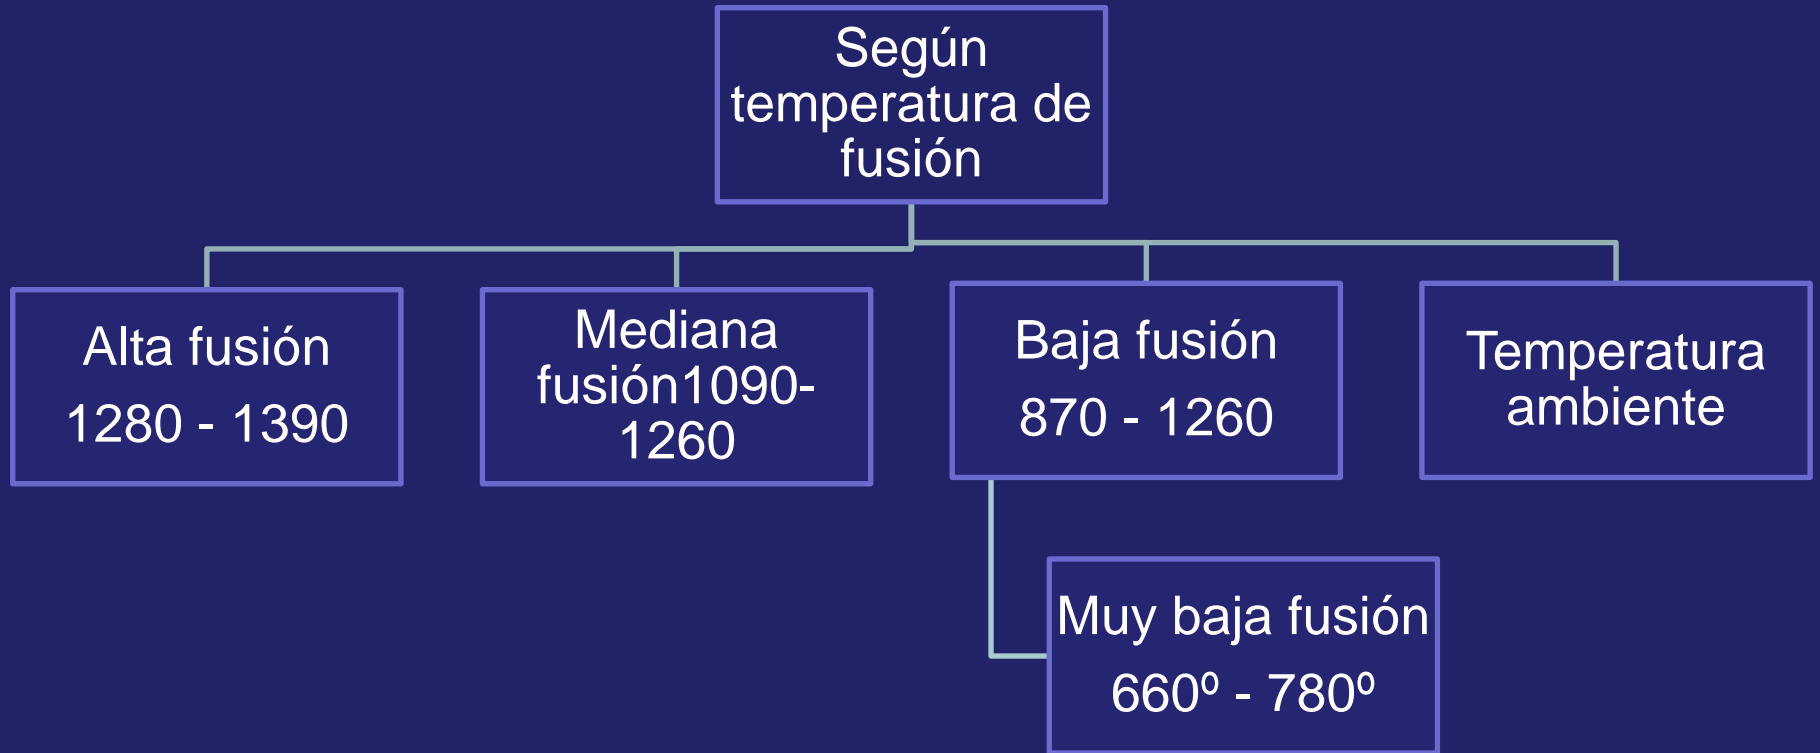 Según
temperatura de
fusión
Alta fusión
1280 - 1390
Mediana
fusión1090-
1260
Baja fusión
870 - 1260
Temperatura
ambiente
Muy baja fusión
660º - 780º